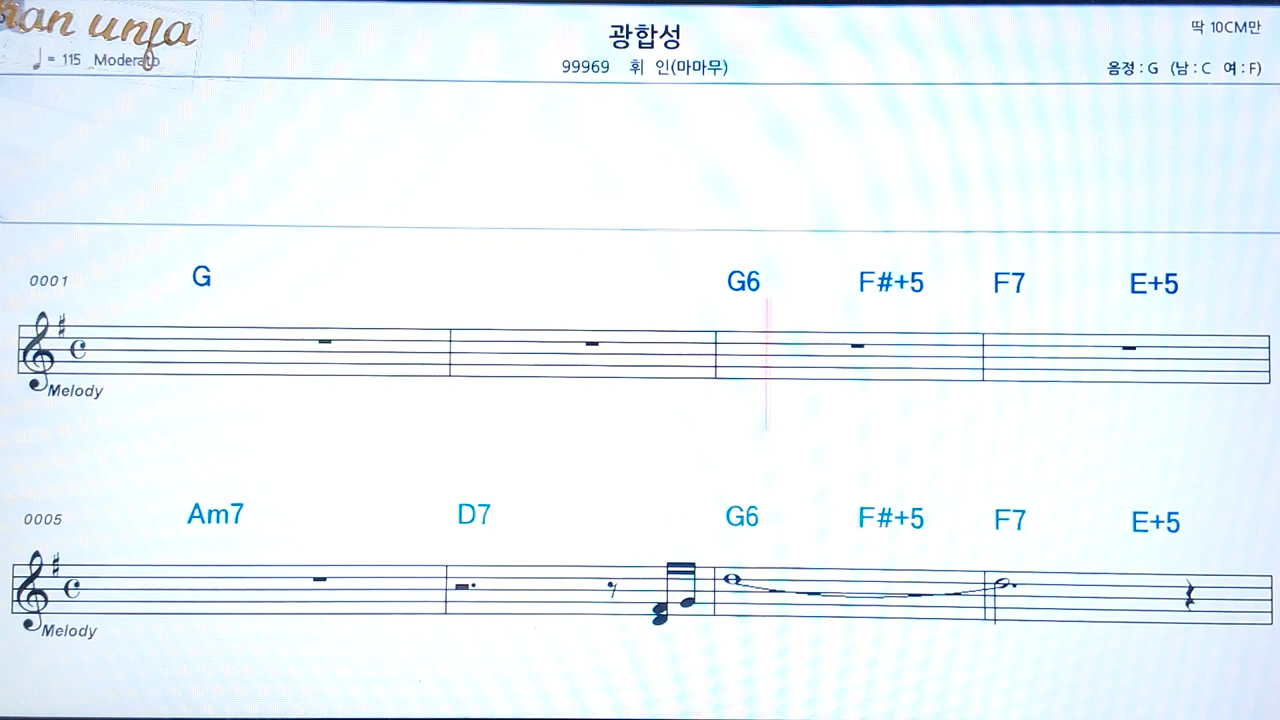 광합성
딱 10CM만
♩= 115 Moderato
99969 휘 인(마마무)
음정 : G (남 : C 여 : F)
0001 G G6 F#+5 F7 E+5
Melody
0005 Am7 D7 G6 F#+5 F7 E+5
Melody